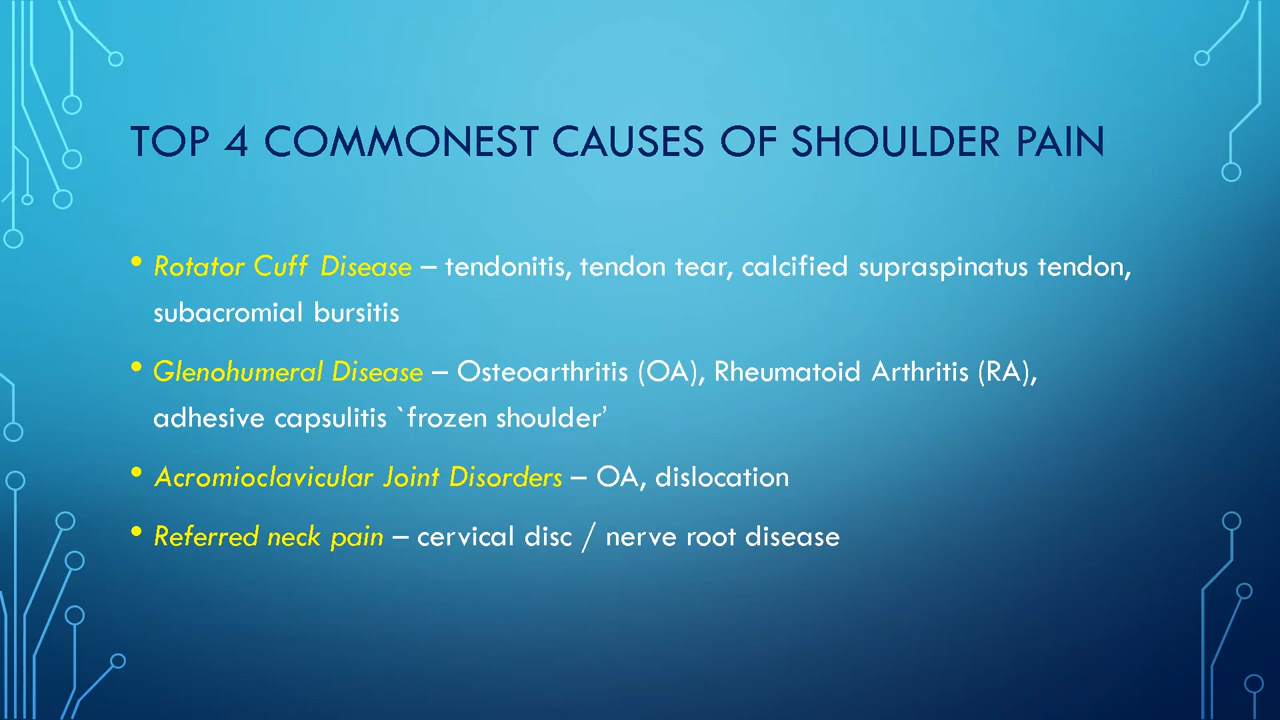 TOP 4 COMMONEST CAUSES OF SHOULDER PAIN
• Rotator Cuff Disease – tendonitis, tendon tear, calcified supraspinatus tendon,
subacromial bursitis
• Glenohumeral Disease – Osteoarthritis (OA), Rheumatoid Arthritis (RA),
adhesive capsulitis `frozen shoulder’
• Acromioclavicular Joint Disorders – OA, dislocation
• Referred neck pain – cervical disc / nerve root disease